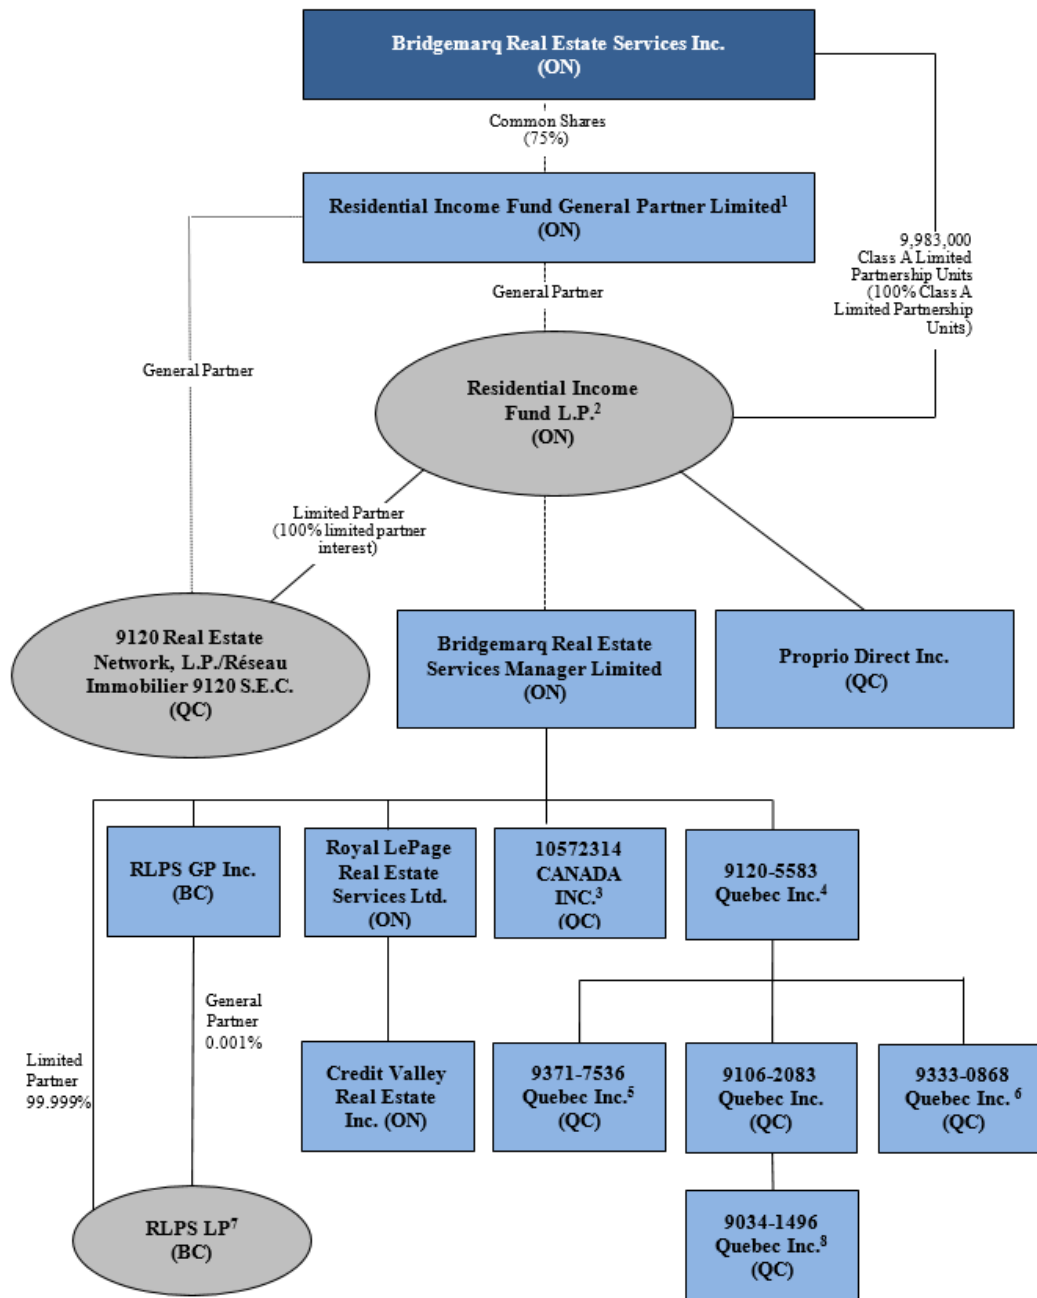 Bridgemarq Real Estate Services Inc.
(ON)
Common Shares
(75%)
Residential Income Fund General Partner Limited¹
(ON)
9,983,000
Class A Limited
Partnership Units
(100% Class A
Limited Partnership
Units)
General Partner
General Partner
Residential Income
Fund L.P.²
(ON)
Limited Partner
(100% limited partner
interest)
9120 Real Estate
Network, L.P./Réseau
Immobilier 9120 S.E.C.
(QC)
Bridgemarq Real Estate
Services Manager Limited
(ON)
Proprio Direct Inc.
(QC)
RLPS GP Inc.
(BC)
Royal LePage
Real Estate
Services Ltd.
(ON)
10572314
CANADA
INC.³
(QC)
9120-5583
Quebec Inc.⁴
General
Partner
0.001%
Limited
Partner
99.999%
Credit Valley
Real Estate
Inc. (ON)
9371-7536
Quebec Inc.⁵
(QC)
9106-2083
Quebec Inc.
(QC)
9333-0868
Quebec Inc. ⁶
(QC)
RLPS LP⁷
(BC)
9034-1496
Quebec Inc.⁸
(QC)